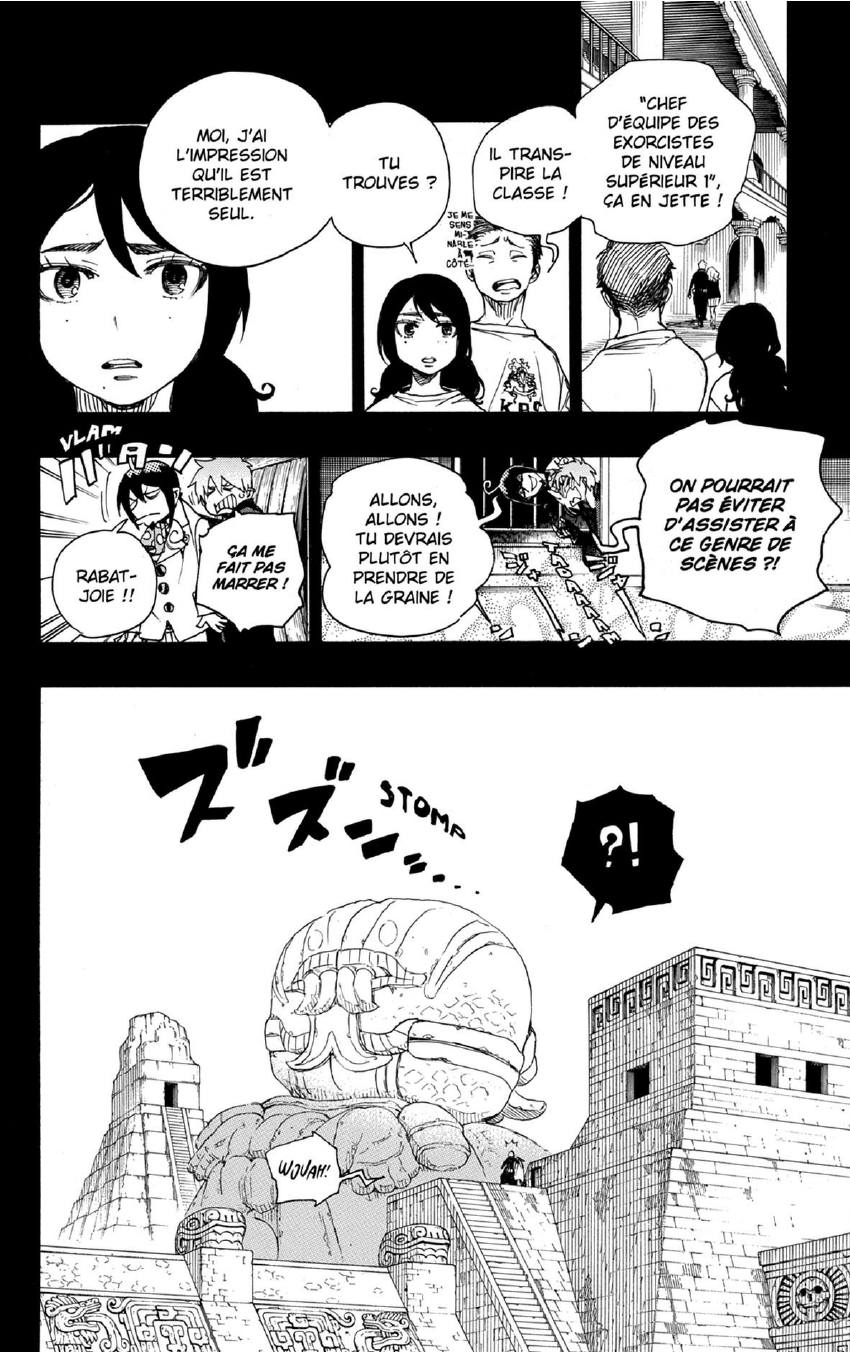 "CHEF
D'ÉQUIPE DES
EXORCISTES
DE NIVEAU
SUPÉRIEUR 1",
ÇA EN JETTE !
IL TRANS-
PIRE LA
CLASSE !
JE ME
SENS
MI-
NABLE
À
CÔTÉ...
TU
TROUVES ?
MOI, J'AI
L'IMPRESSION
QU'IL EST
TERRIBLEMENT
SEUL.
ON POURRAIT
PAS ÉVITER
D'ASSISTER À
CE GENRE DE
SCÈNES ?!
ALLONS,
ALLONS !
TU DEVRAIS
PLUTÔT EN
PRENDRE DE
LA GRAINE !
VLAM
ÇA ME
FAIT PAS
MARRER !
RABAT-
JOIE !!
ズズン
STOMP
?!
WOUAH!